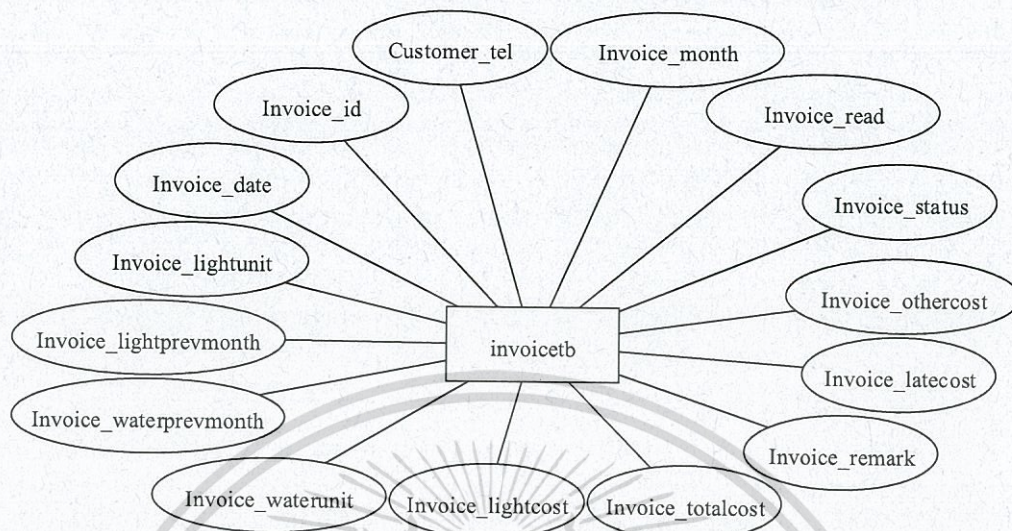 Customer_tel
Invoice_month
Invoice_id
Invoice_read
Invoice_date
Invoice_status
Invoice_lightunit
Invoice_othercost
Invoice_lightprevmonth
invoicetb
Invoice_latecost
Invoice_waterprevmonth
Invoice_remark
Invoice_waterunit
Invoice_lightcost
Invoice_totalcost